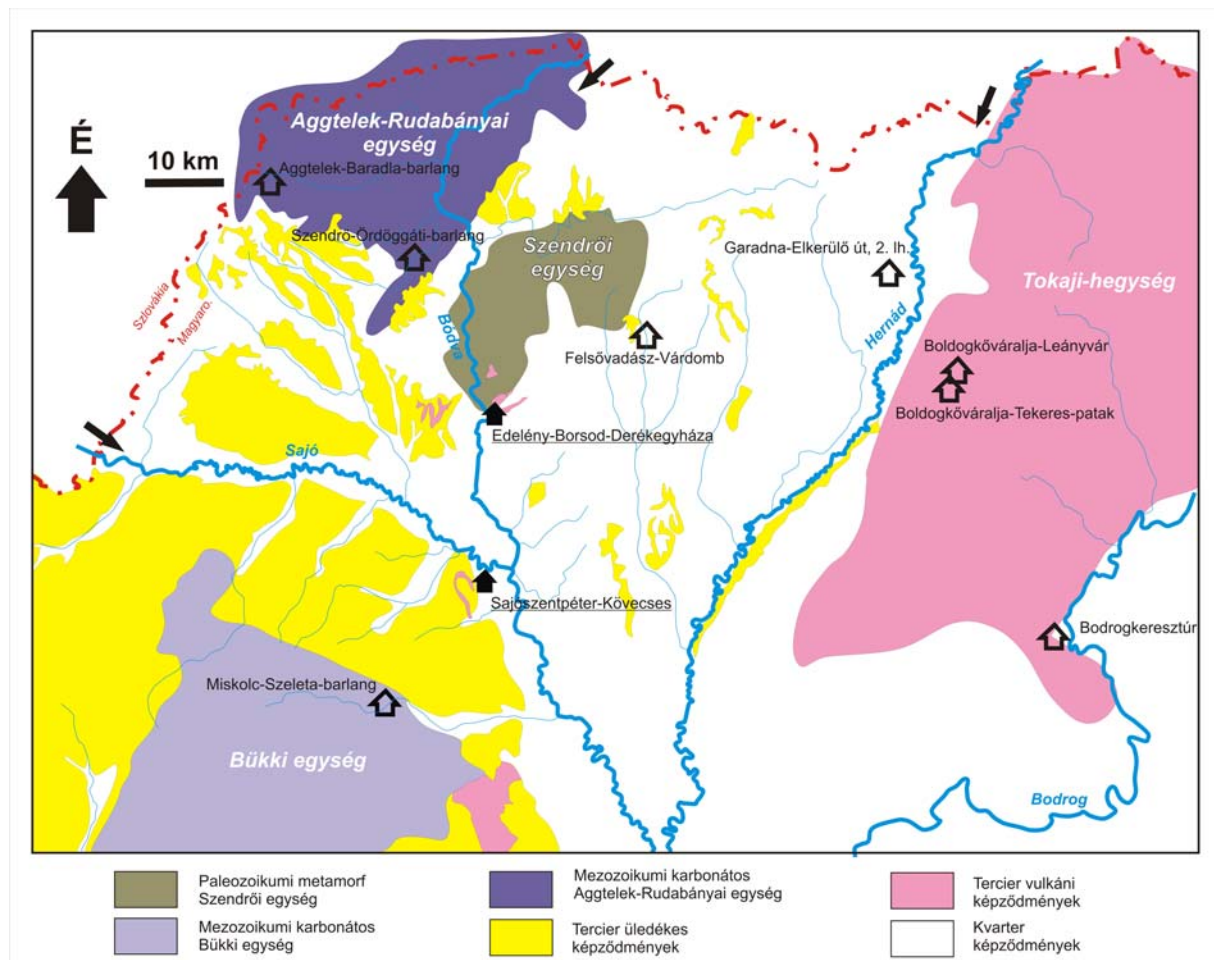 Aggtelek-Rudabányai
egység
É
10 km
Aggtelek-Baradla-barlang
Szendrő-Ördöggáti-barlang
Szendrői
egység
Garadna-Elkerülő út, 2. lh.
Tokaji-hegység
Szlovákia
Magyaro.
Bódva
Hernád
Felsővadász-Várdomb
Boldogkőváralja-Leányvár
Boldogkőváralja-Tekeres-patak
Edelény-Borsod-Derékegyháza
Sajó
Sajószentpéter-Kövecses
Bodrogkeresztúr
Miskolc-Szeleta-barlang
Bükki egység
Bodrog
Paleozoikumi metamorf
Szendrői egység
Mezozoikumi karbonátos
Aggtelek-Rudabányai egység
Tercier vulkáni
képződmények
Mezozoikumi karbonátos
Bükki egység
Tercier üledékes
képződmények
Kvarter
képződmények